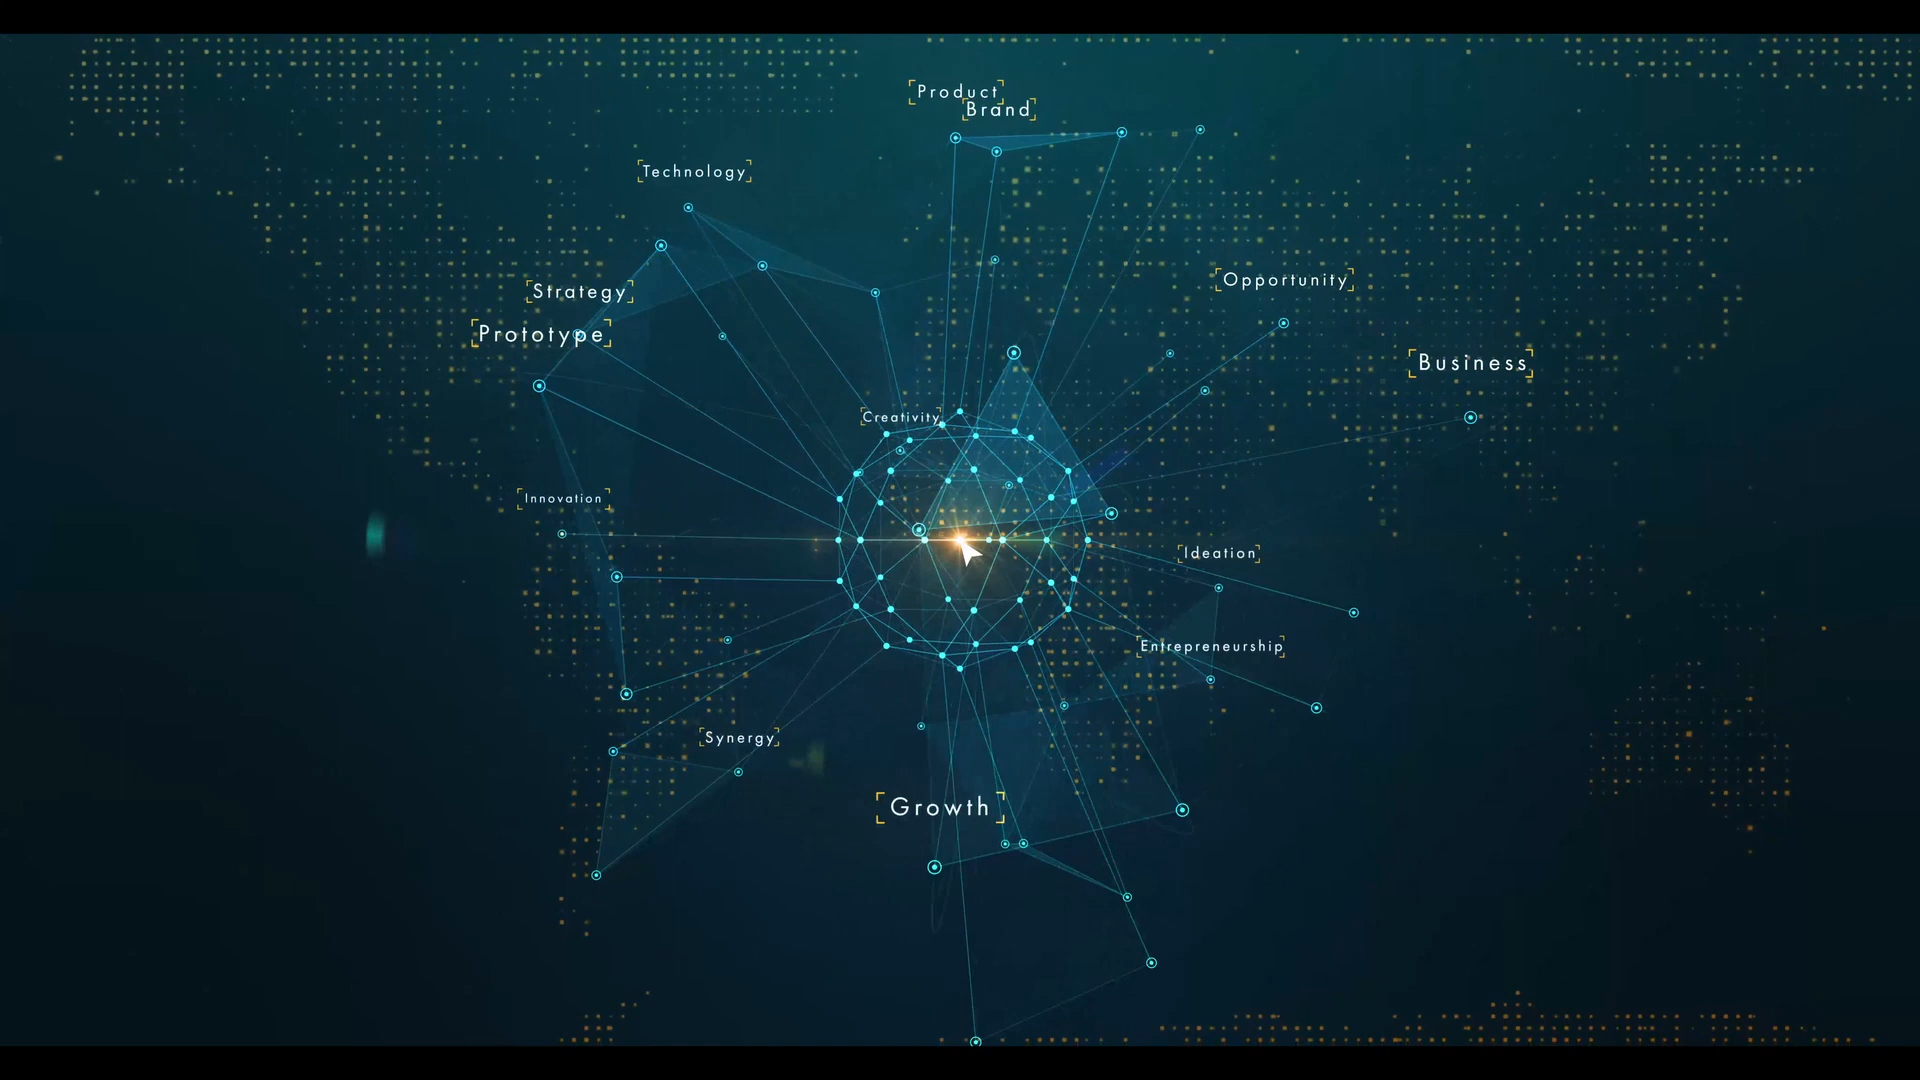 Product
Brand
Technology
Opportunity
Strategy
Prototype
Business
Creativity
Innovation
Ideation
Entrepreneurship
Synergy
Growth